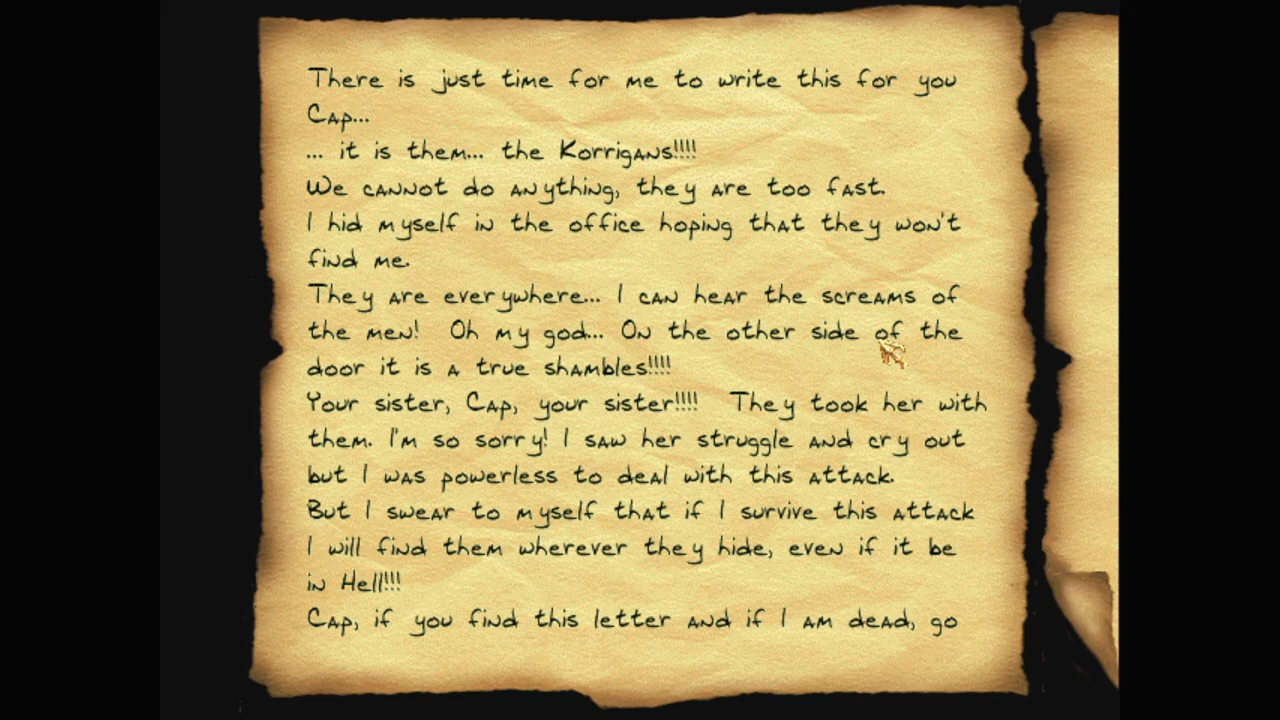 There is just time for me to write this for you
Cap...
... it is them... the Korrigans!!!!
We cannot do anything, they are too fast.
I hid myself in the office hoping that they won't
find me.
They are everywhere... I can hear the screams of
the men!  Oh my god... On the other side of the
door it is a true shambles!!!!
Your sister, Cap, your sister!!!!  They took her with
them. I'm so sorry! I saw her struggle and cry out
but I was powerless to deal with this attack.
But I swear to myself that if I survive this attack
I will find them wherever they hide, even if it be
in Hell!!!
Cap, if you find this letter and if I am dead, go